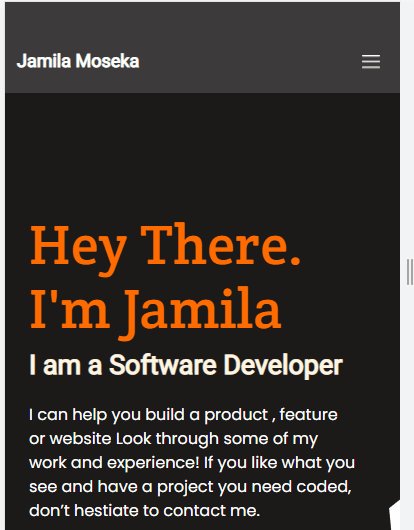 Jamila Moseka
Hey There.
I'm Jamila
I am a Software Developer
I can help you build a product , feature
or website Look through some of my
work and experience! If you like what you
see and have a project you need coded,
don’t hestiate to contact me.